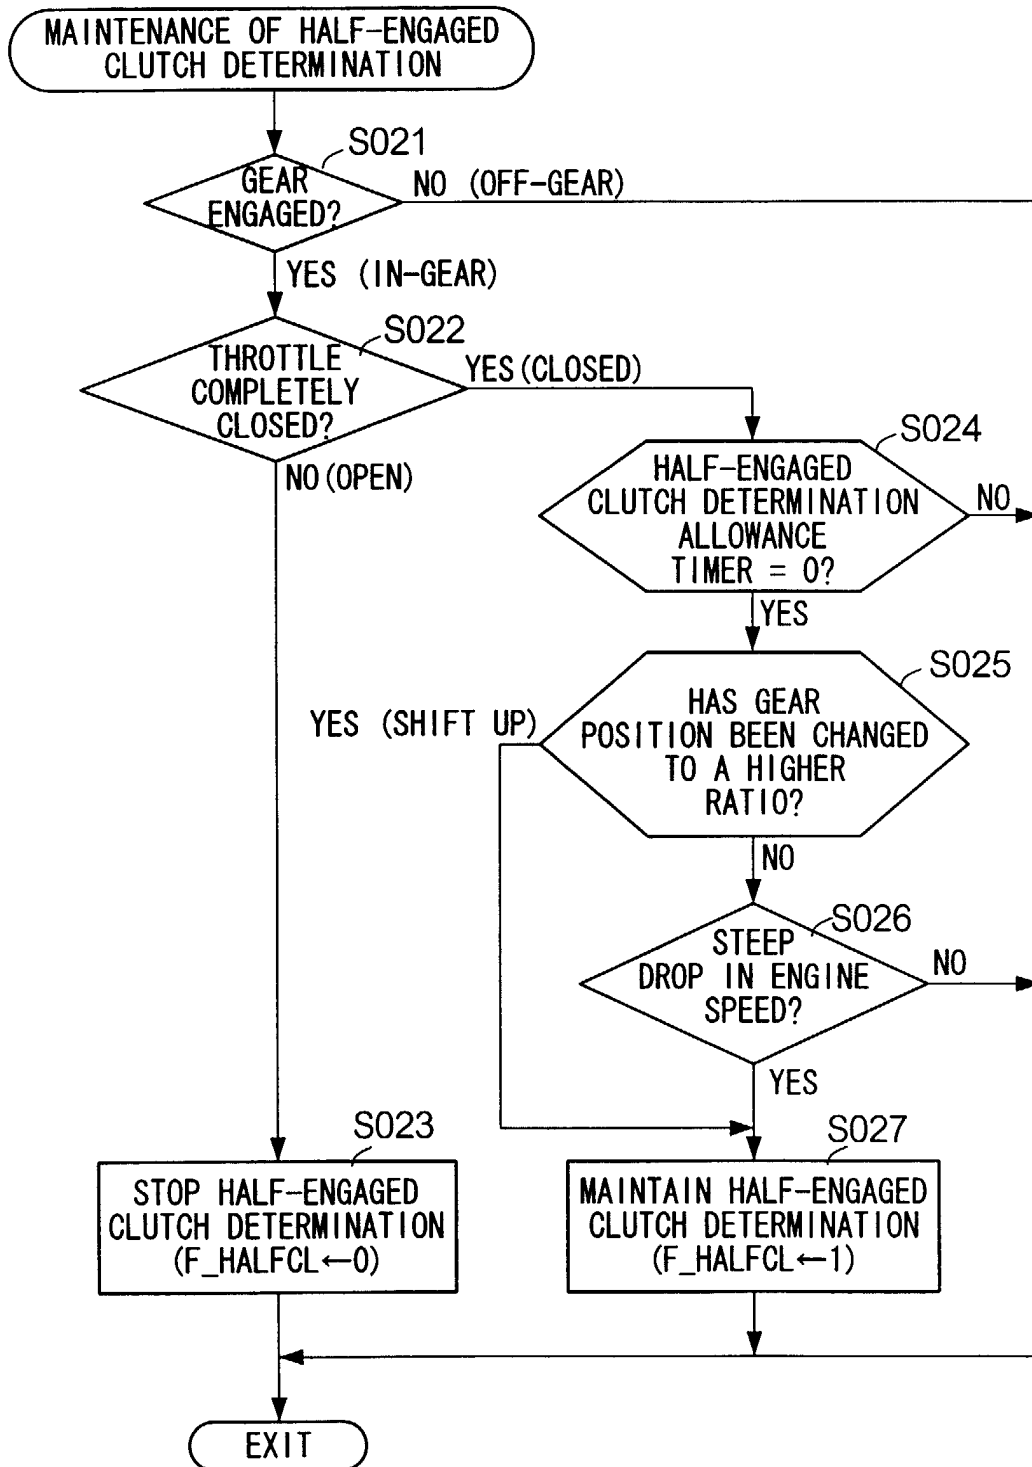 MAINTENANCE OF HALF-ENGAGED
CLUTCH DETERMINATION
S021
GEAR
ENGAGED?
NO (OFF-GEAR)
YES (IN-GEAR)
S022
THROTTLE
COMPLETELY
CLOSED?
YES(CLOSED)
NO(OPEN)
S024
HALF-ENGAGED
CLUTCH DETERMINATION
ALLOWANCE
TIMER = 0?
NO
YES
S025
HAS GEAR
POSITION BEEN CHANGED
TO A HIGHER
RATIO?
YES (SHIFT UP)
NO
S026
STEEP
DROP IN ENGINE
SPEED?
NO
YES
S023
STOP HALF-ENGAGED
CLUTCH DETERMINATION
(F_HALFCL←0)
S027
MAINTAIN HALF-ENGAGED
CLUTCH DETERMINATION
(F_HALFCL←1)
EXIT